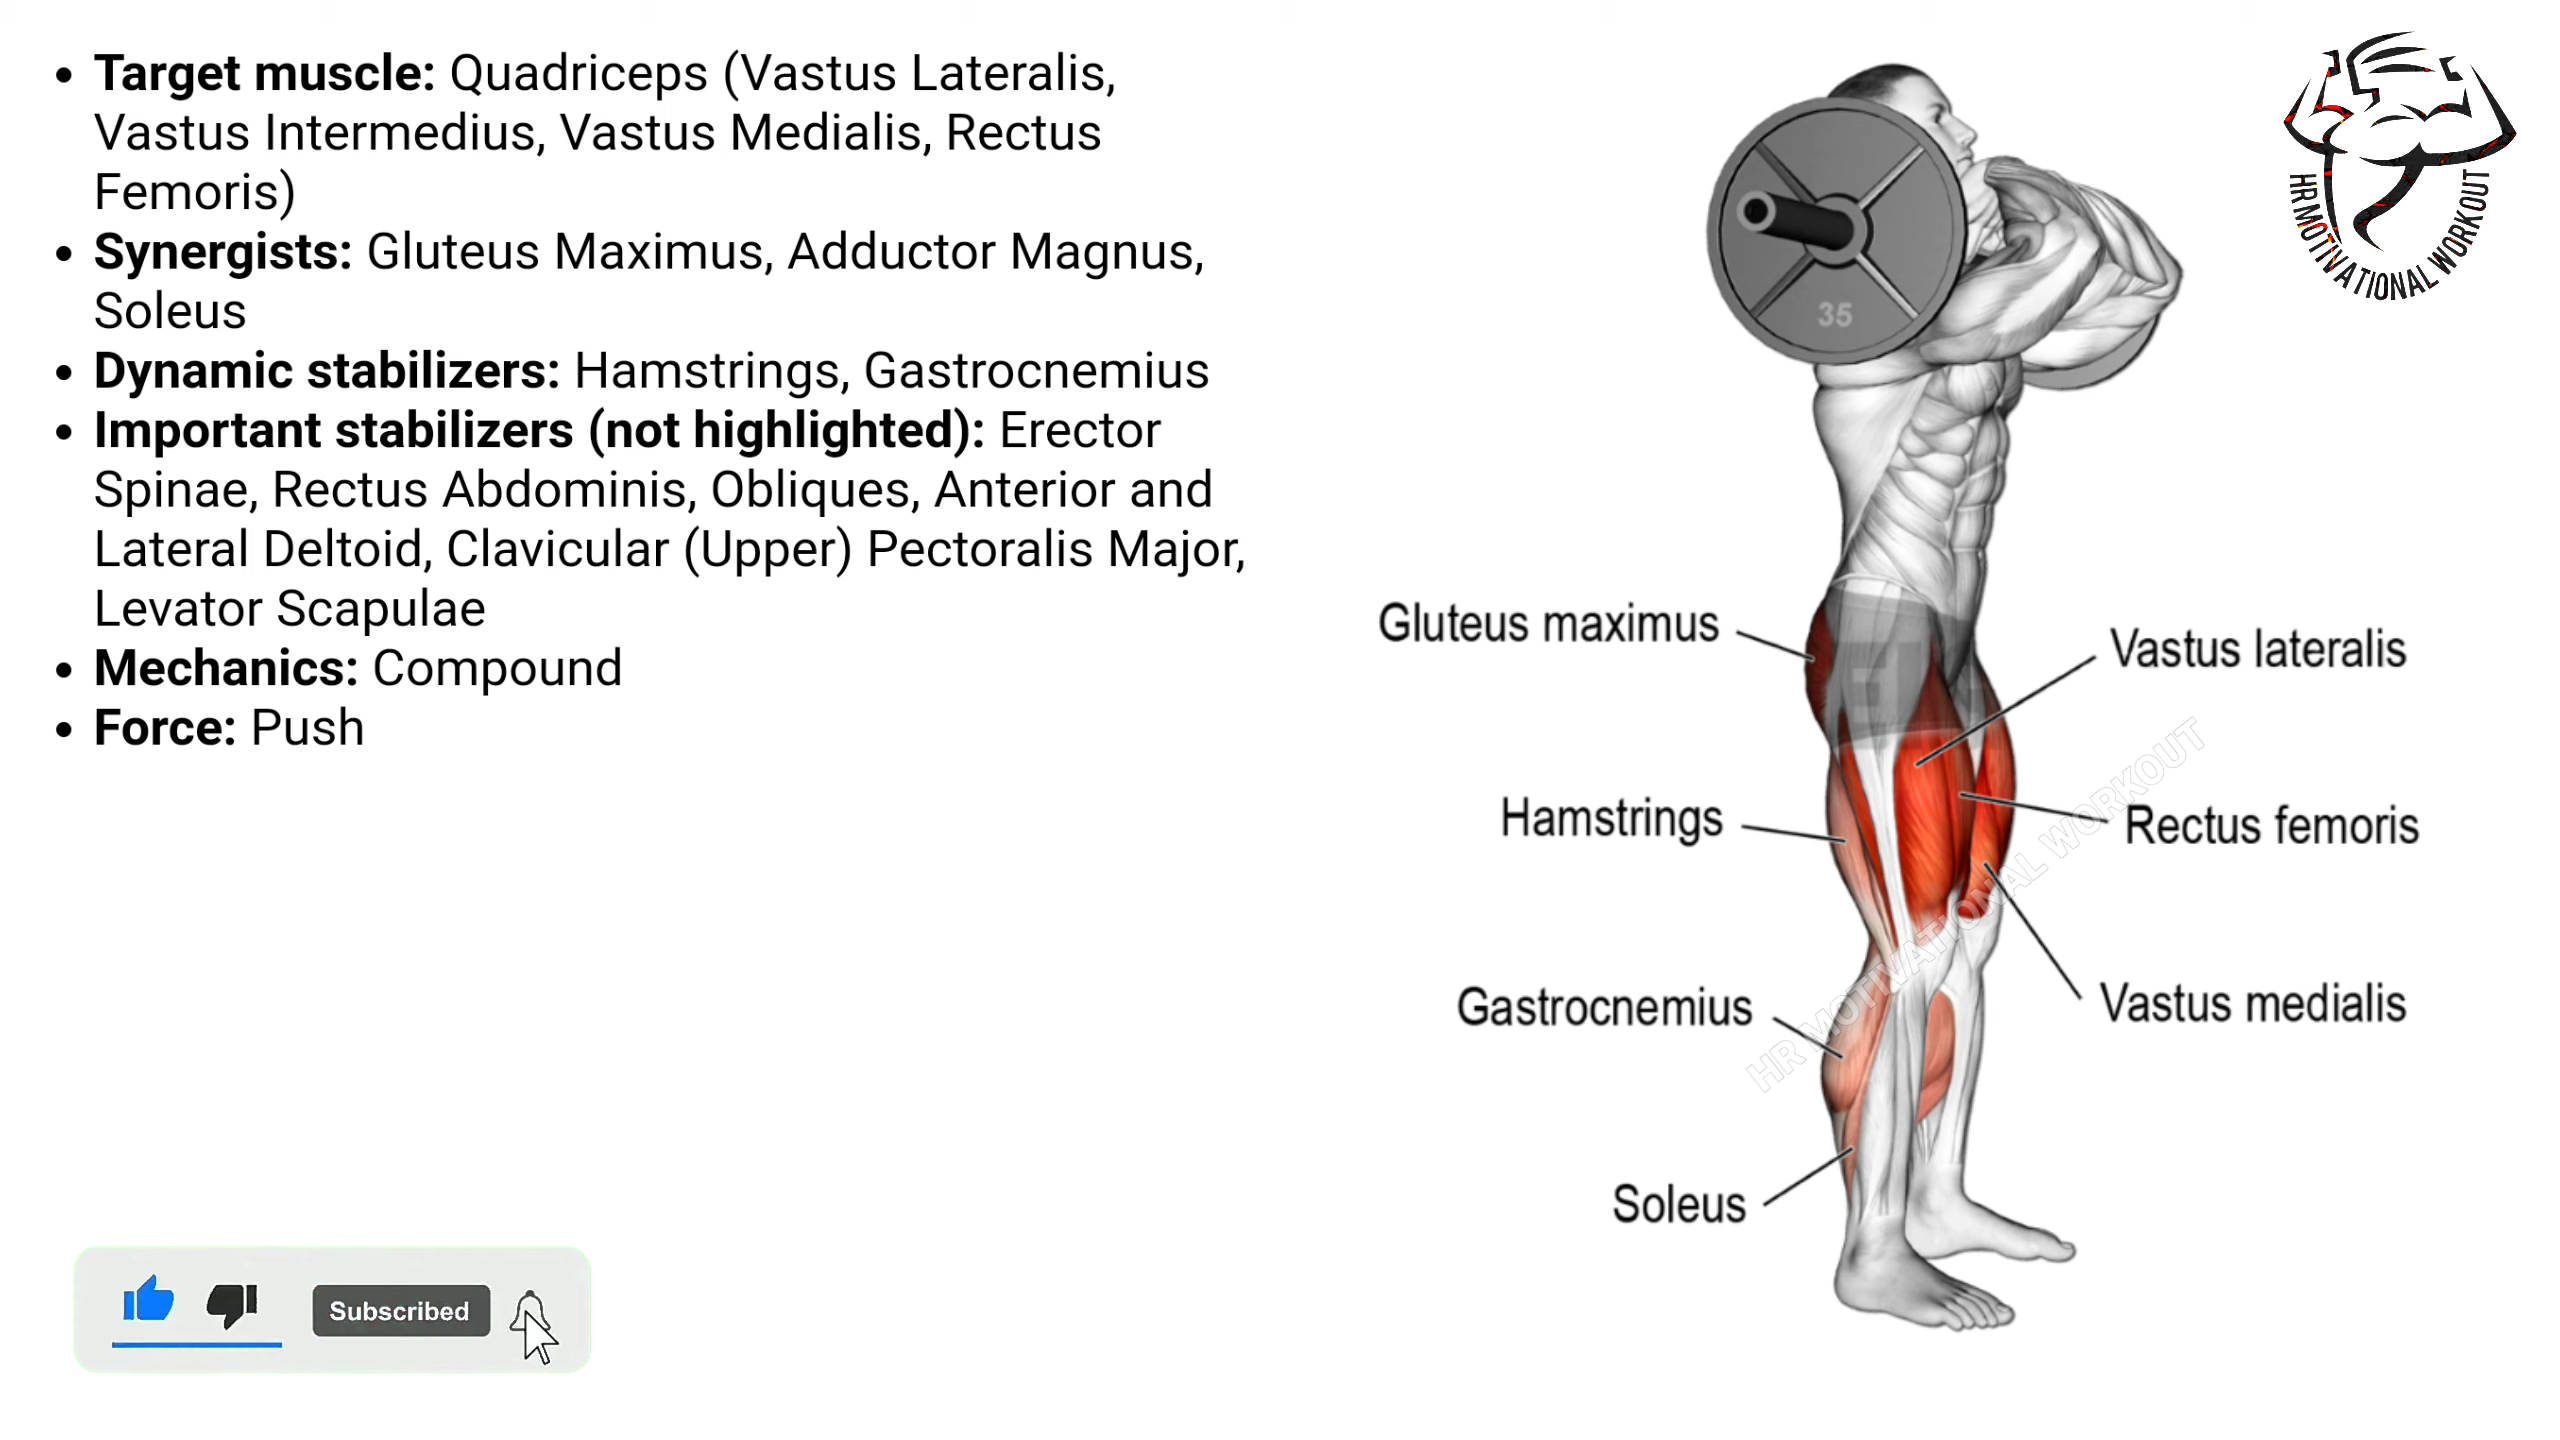 • Target muscle: Quadriceps (Vastus Lateralis,
Vastus Intermedius, Vastus Medialis, Rectus
Femoris)
• Synergists: Gluteus Maximus, Adductor Magnus,
Soleus
• Dynamic stabilizers: Hamstrings, Gastrocnemius
• Important stabilizers (not highlighted): Erector
Spinae, Rectus Abdominis, Obliques, Anterior and
Lateral Deltoid, Clavicular (Upper) Pectoralis Major,
Levator Scapulae
• Mechanics: Compound
• Force: Push
HRMOTIVATIONAL WORKOUT
35
Gluteus maximus
Vastus lateralis
Hamstrings
Rectus femoris
Gastrocnemius
Vastus medialis
Soleus
HR MOTIVATIONAL WORKOUT
Subscribed